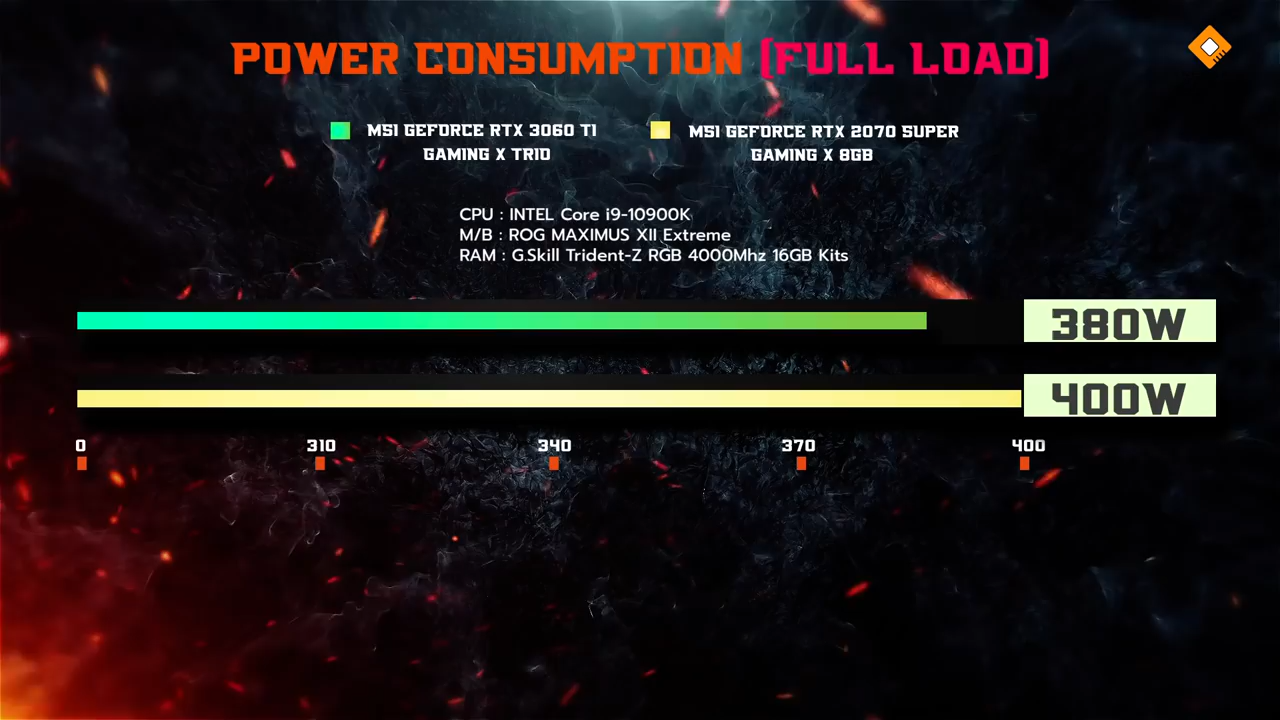 POWER CONSUMPTION (FULL LOAD)
MSI GEFORCE RTX 3060 TI
GAMING X TRIO
MSI GEFORCE RTX 2070 SUPER
GAMING X 8GB
CPU : INTEL Core i9-10900K
M/B : ROG MAXIMUS XII Extreme
RAM : G.Skill Trident-Z RGB 4000Mhz 16GB Kits
380W
400W
0 310 340 370 400